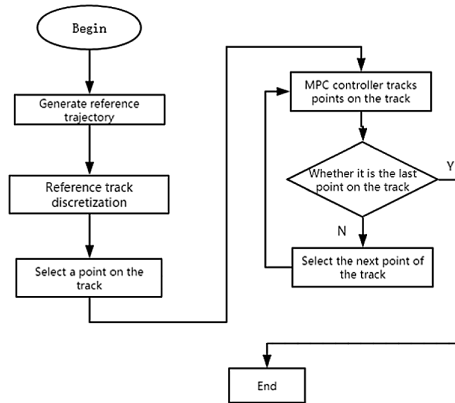 Begin
Generate reference
trajectory
Reference track
discretization
Select a point on the
track
MPC controller tracks
points on the track
Whether it is the last
point on the track
Y
N
Select the next point of
the track
End